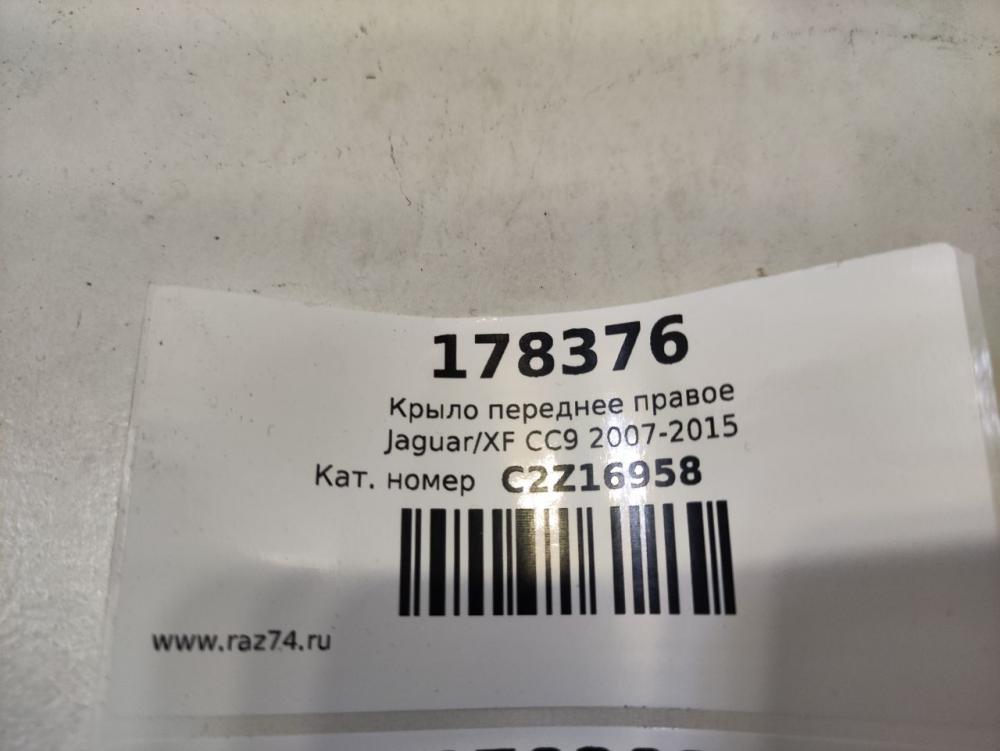 178376
Крыло переднее правое
Jaguar/XF CC9 2007-2015
Кат. номер C2Z16958
www.raz74.ru